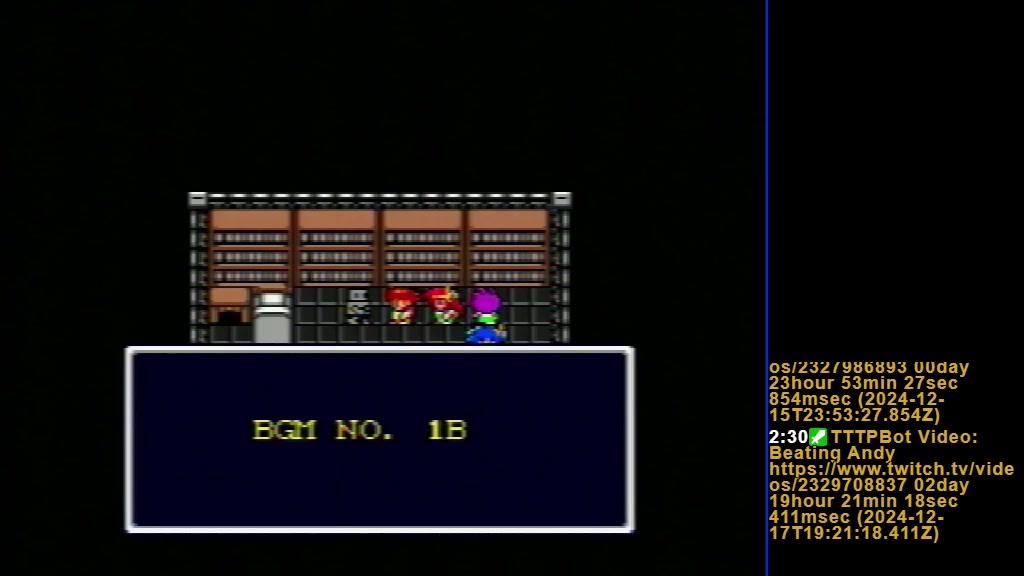 BGM NO. 1B
os/2327986893 00day
23hour 53min 27sec
854msec (2024-12-
15T23:53:27.854Z)
2:30 TTTPBot Video:
Beating Andy
https://www.twitch.tv/vide
os/2329708837 02day
19hour 21min 18sec
411msec (2024-12-
17T19:21:18.411Z)